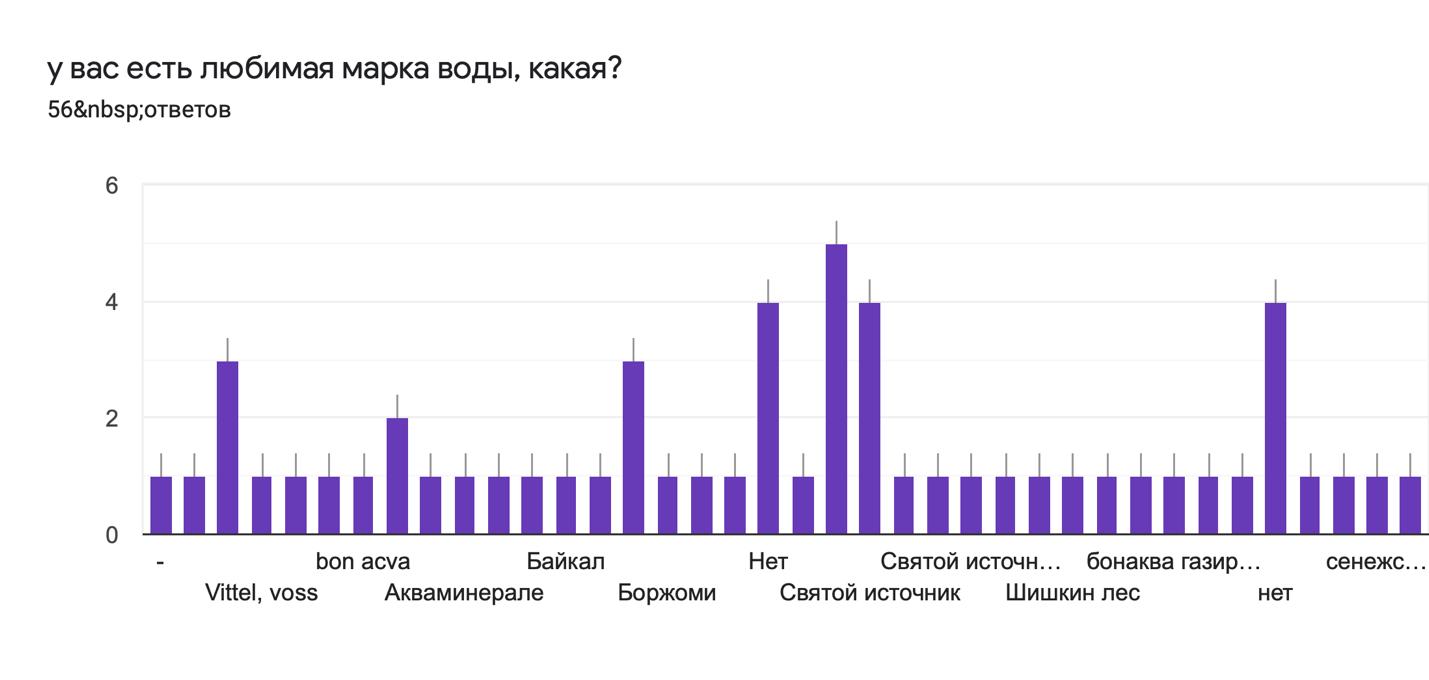 у вас есть любимая марка воды, какая?
56&nbsp;ответов
6
4
2
0
-
bon acva
Байкал
Нет
Святой источн…
бонаква газир…
сенежс…
Vittel, voss
Акваминерале
Боржоми
Святой источник
Шишкин лес
нет